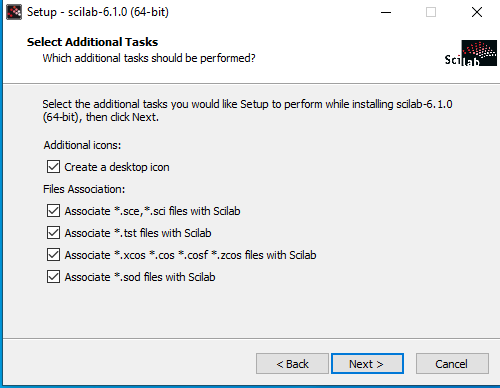 Setup - scilab-6.1.0 (64-bit)
Select Additional Tasks
Which additional tasks should be performed?
Scilab
Select the additional tasks you would like Setup to perform while installing scilab-6.1.0
(64-bit), then click Next.
Additional icons:
Create a desktop icon
Files Association:
Associate *.sce,*.sci files with Scilab
Associate *.tst files with Scilab
Associate *.xcos *.cos *.cosf *.zcos files with Scilab
Associate *.sod files with Scilab
< Back
Next >
Cancel